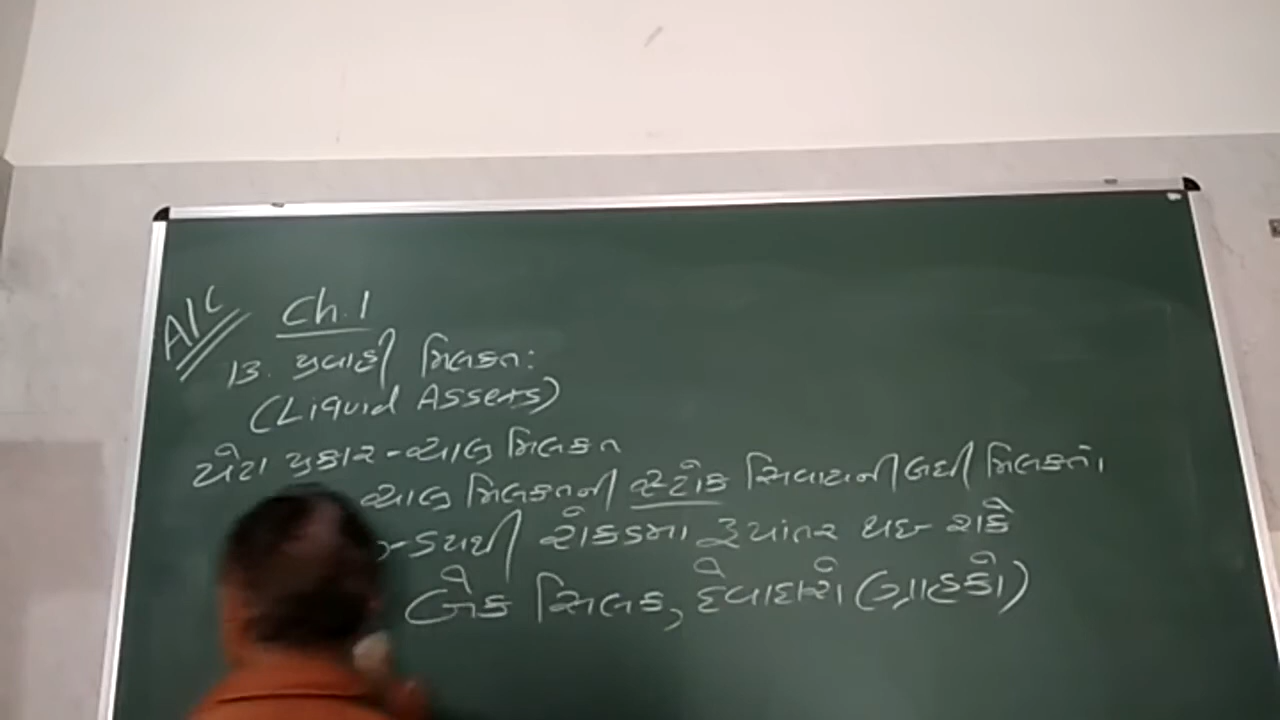 A/C Ch. 1
13. પ્રવાહી મિલકત:
(Liquid Assets)
પેટા પ્રકાર - ચાલુ મિલકત
ચાલુ મિલકતની સ્ટોક સિવાયની બધી મિલકતો
ઝડપથી રોકડમા રૂપાંતર થઇ શકે
બેંક સિલક, દેવાદારો (ગ્રાહકો)